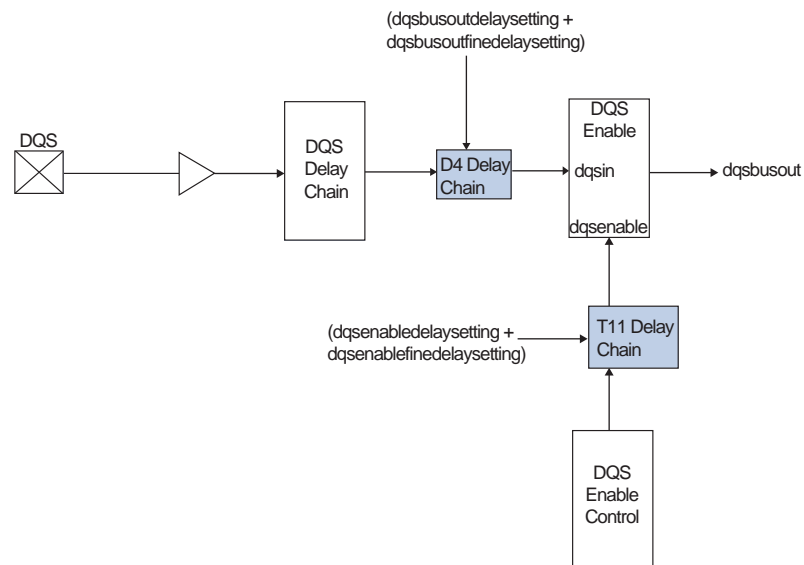 (dqsbusoutdelaysetting +
dqsbusoutfinedelaysetting)
DQS
DQS
Delay
Chain
D4 Delay
Chain
DQS
Enable
dqsin
dqsenable
dqsbusout
(dqsenabledelaysetting +
dqsenablefinedelaysetting)
T11 Delay
Chain
DQS
Enable
Control